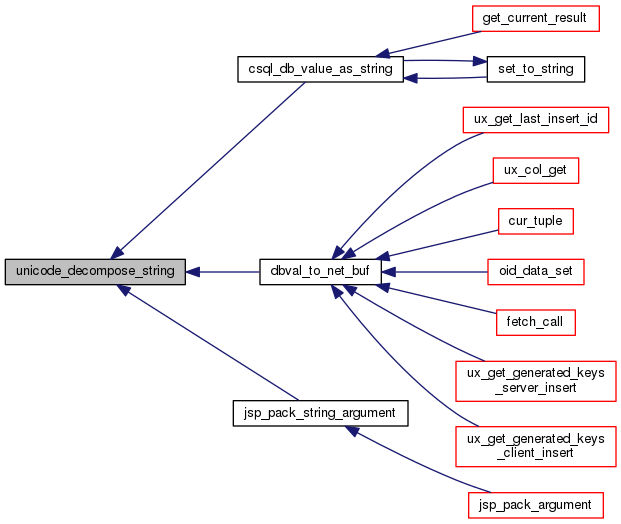 get_current_result
csql_db_value_as_string
set_to_string
ux_get_last_insert_id
ux_col_get
cur_tuple
unicode_decompose_string
dbval_to_net_buf
oid_data_set
fetch_call
ux_get_generated_keys
_server_insert
jsp_pack_string_argument
ux_get_generated_keys
_client_insert
jsp_pack_argument